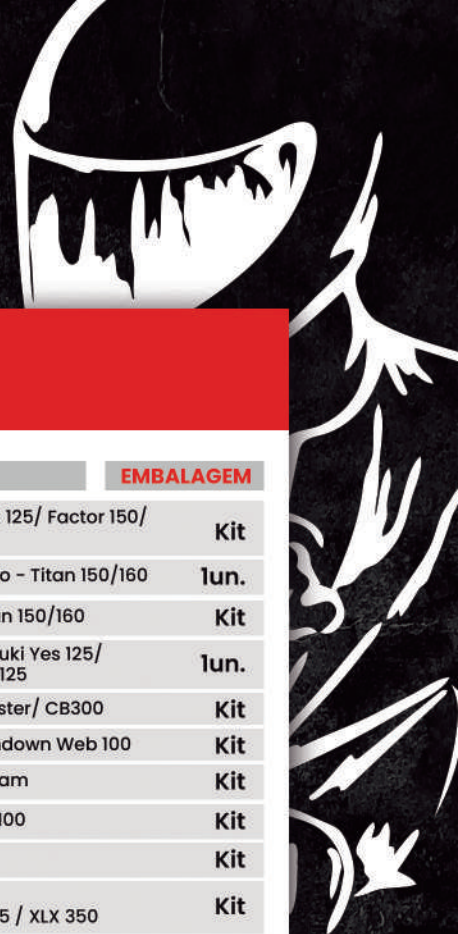 EMBALAGEM
125/ Factor 150/
Kit
o - Titan 150/160 1un.
n 150/160 Kit
uki Yes 125/
125
1un.
ster/ CB300 Kit
ndown Web 100 Kit
am Kit
100 Kit
Kit
5 / XLX 350
Kit